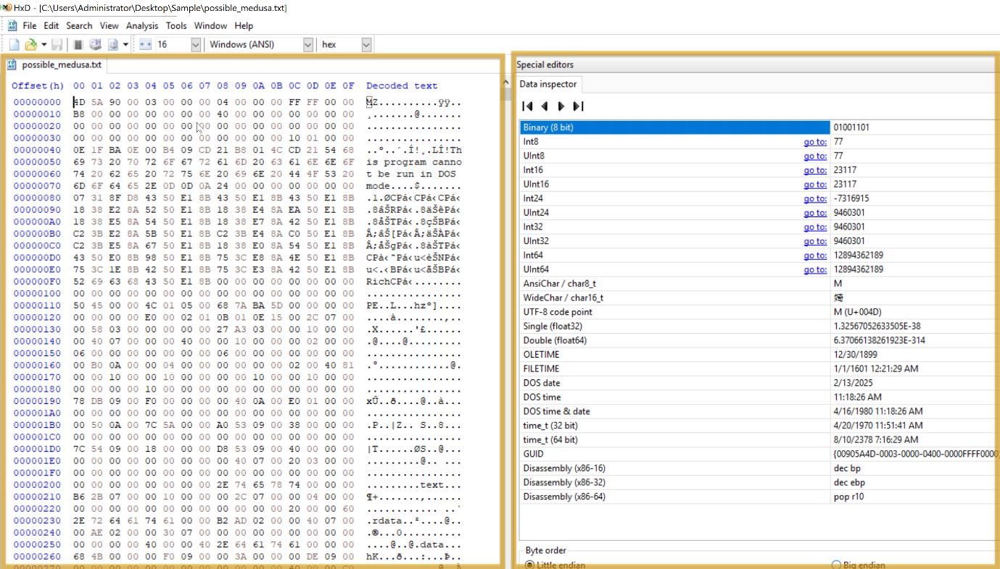 HxD - [C:\Users\Administrator\Desktop\Sample\possible_medusa.txt]
File Edit Search View Analysis Tools Window Help
16 Windows (ANSI) hex
possible_medusa.txt
Offset(h) 00 01 02 03 04 05 06 07 08 09 0A 0B 0C 0D 0E 0F Decoded text
00000000 4D 5A 90 00 03 00 00 00 04 00 00 00 FF FF 00 00 MZ..........ÿÿ..
00000010 B8 00 00 00 00 00 00 00 40 00 00 00 00 00 00 00 ¸.......@.......
00000020 00 00 00 00 00 00 00 00 00 00 00 00 00 00 00 00 ................
00000030 00 00 00 00 00 00 00 00 00 00 00 00 10 01 00 00 ................
00000040 0E 1F BA 0E 00 B4 09 CD 21 B8 01 4C CD 21 54 68 ..º..´.Í!¸.LÍ!Th
00000050 69 73 20 70 72 6F 67 72 61 6D 20 63 61 6E 6E 6F is program canno
00000060 74 20 62 65 20 72 75 6E 20 69 6E 20 44 4F 53 20 t be run in DOS
00000070 6D 6F 64 65 2E 0D 0D 0A 24 00 00 00 00 00 00 00 mode....$.......
00000080 07 31 8F D8 43 50 E1 8B 43 50 E1 8B 43 50 E1 8B .1.ØCPá‹CPá‹CPá‹
00000090 18 38 E2 8A 52 50 E1 8B 18 38 E4 8A EA 50 E1 8B .8âŠRPá‹.8äŠêPá‹
000000A0 18 38 E5 8A 54 50 E1 8B 18 38 E7 8A 42 50 E1 8B .8åŠTPá‹.8çŠBPá‹
000000B0 C2 3B E2 8A 5B 50 E1 8B C2 3B E4 8A C0 50 E1 8B Â;âŠ[Pá‹Â;äŠÀPá‹
000000C0 C2 3B E5 8A 67 50 E1 8B 18 38 E0 8A 54 50 E1 8B Â;åŠgPá‹.8àŠTPá‹
000000D0 43 50 E0 8B 98 50 E1 8B 75 3C E8 8A 4E 50 E1 8B CPà‹˜Pá‹u<èŠNPá‹
000000E0 75 3C 1E 8B 42 50 E1 8B 75 3C E3 8A 42 50 E1 8B u<.‹BPá‹u<ãŠBPá‹
000000F0 52 69 63 68 43 50 E1 8B 00 00 00 00 00 00 00 00 RichCPá‹........
00000100 00 00 00 00 00 00 00 00 00 00 00 00 00 00 00 00 ................
00000110 50 45 00 00 4C 01 05 00 68 7A BA 5D 00 00 00 00 PE..L...hzº]....
00000120 00 00 00 00 E0 00 02 01 0B 01 0E 15 00 2C 07 00 ....à........,..
00000130 00 58 03 00 00 00 00 00 27 A3 03 00 00 10 00 00 .X......'£......
00000140 00 40 07 00 00 00 40 00 00 10 00 00 00 02 00 00 .@....@.........
00000150 06 00 00 00 00 00 00 00 06 00 00 00 00 00 00 00 ................
00000160 00 B0 0A 00 00 04 00 00 00 00 00 00 02 00 40 81 .°............@.
00000170 00 00 10 00 00 10 00 00 00 00 10 00 00 10 00 00 ................
00000180 00 00 00 00 10 00 00 00 00 00 00 00 00 00 00 00 ................
00000190 78 DB 09 00 F0 00 00 00 00 40 0A 00 E0 01 00 00 xÛ..ð....@..à...
000001A0 00 00 00 00 00 00 00 00 00 00 00 00 00 00 00 00 ................
000001B0 00 50 0A 00 7C 5A 00 00 A0 53 09 00 38 00 00 00 .P..|Z.. S..8...
000001C0 00 00 00 00 00 00 00 00 00 00 00 00 00 00 00 00 ................
000001D0 7C 54 09 00 18 00 00 00 D8 53 09 00 40 00 00 00 |T......ØS..@...
000001E0 00 00 00 00 00 00 00 00 00 40 07 00 20 03 00 00 .........@.. ...
000001F0 00 00 00 00 00 00 00 00 00 00 00 00 00 00 00 00 ................
00000200 00 00 00 00 00 00 00 00 2E 74 65 78 74 00 00 00 .........text...
00000210 B6 2B 07 00 00 10 00 00 00 2C 07 00 00 04 00 00 ¶+.......,......
00000220 00 00 00 00 00 00 00 00 00 00 00 00 20 00 00 60 ............ ..`
00000230 2E 72 64 61 74 61 00 00 B2 AD 02 00 00 40 07 00 .rdata..²....@..
00000240 00 AE 02 00 00 30 07 00 00 00 00 00 00 00 00 00 .®...0..........
00000250 00 00 00 00 40 00 00 40 2E 64 61 74 61 00 00 00 ....@..@.data...
00000260 68 4B 00 00 00 F0 09 00 00 3A 00 00 00 DE 09 00 hK...ð...:...Þ..
Special editors
Data inspector
Binary (8 bit) 01001101
Int8 go to: 77
UInt8 go to: 77
Int16 go to: 23117
UInt16 go to: 23117
Int24 go to: -7316915
UInt24 go to: 9460301
Int32 go to: 9460301
UInt32 go to: 9460301
Int64 go to: 12894362189
UInt64 go to: 12894362189
AnsiChar / char8_t M
WideChar / char16_t 婍
UTF-8 code point M (U+004D)
Single (float32) 1.32567052633505E-38
Double (float64) 6.37066138261923E-314
OLETIME 12/30/1899
FILETIME 1/1/1601 12:21:29 AM
DOS date 2/13/2025
DOS time 11:18:26 AM
DOS time & date 4/16/1980 11:18:26 AM
time_t (32 bit) 4/20/1970 11:51:41 AM
time_t (64 bit) 8/10/2378 7:16:29 AM
GUID {00905A4D-0003-0000-0400-0000FFFF0000
Disassembly (x86-16) dec bp
Disassembly (x86-32) dec ebp
Disassembly (x86-64) pop r10
Byte order
Little endian Big endian